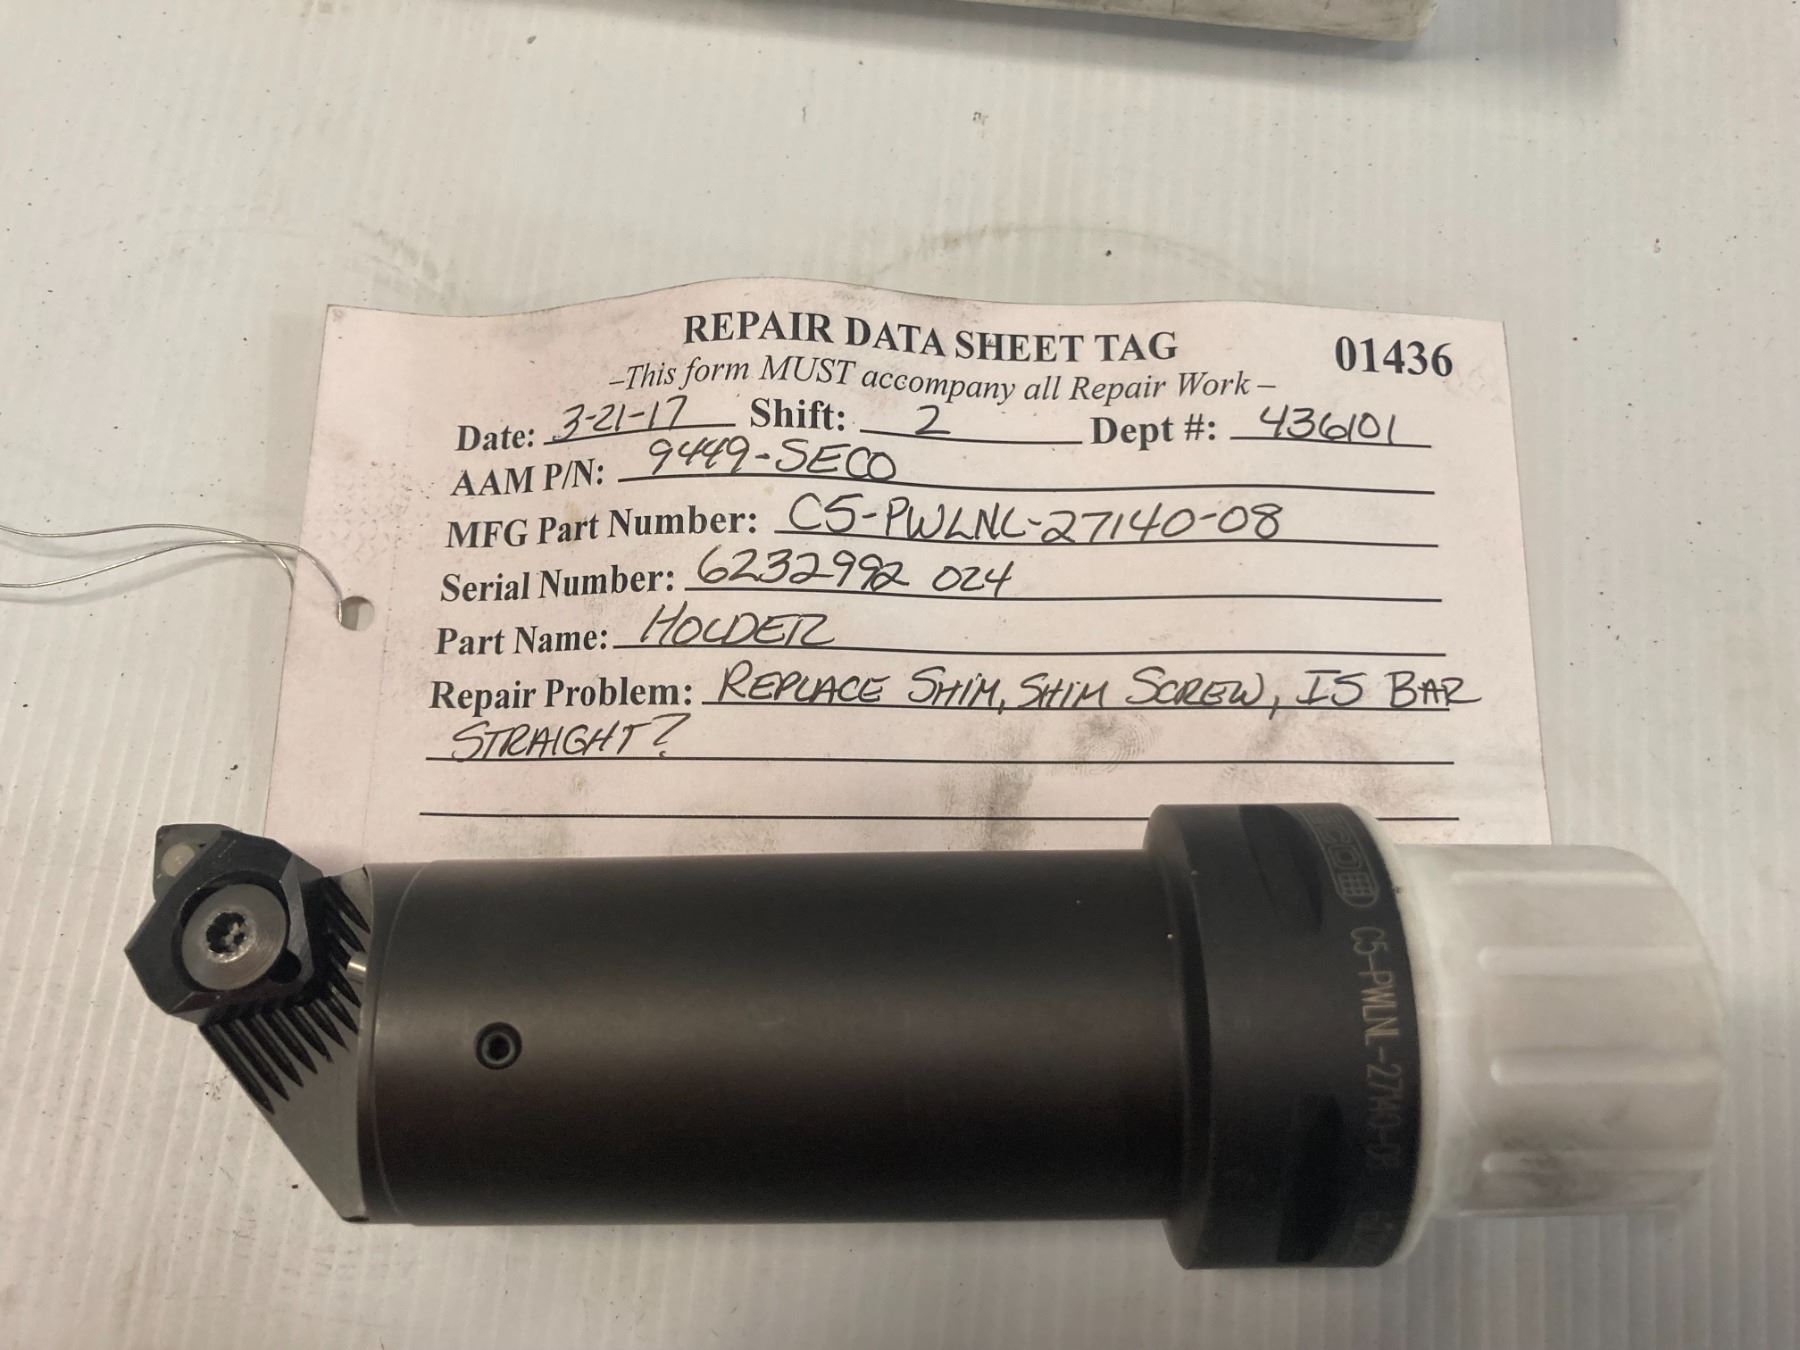 REPAIR DATA SHEET TAG 01436
–This form MUST accompany all Repair Work–
Date: 3-21-17 Shift: 2 Dept #: 436101
AAM P/N: 9449-SECO
MFG Part Number: C5-PWLNL-27140-08
Serial Number: 6232992 024
Part Name: HOLDER
Repair Problem: REPLACE SHIM, SHIM SCREW, IS BAR
STRAIGHT?
C5-PWLNL-27140-08